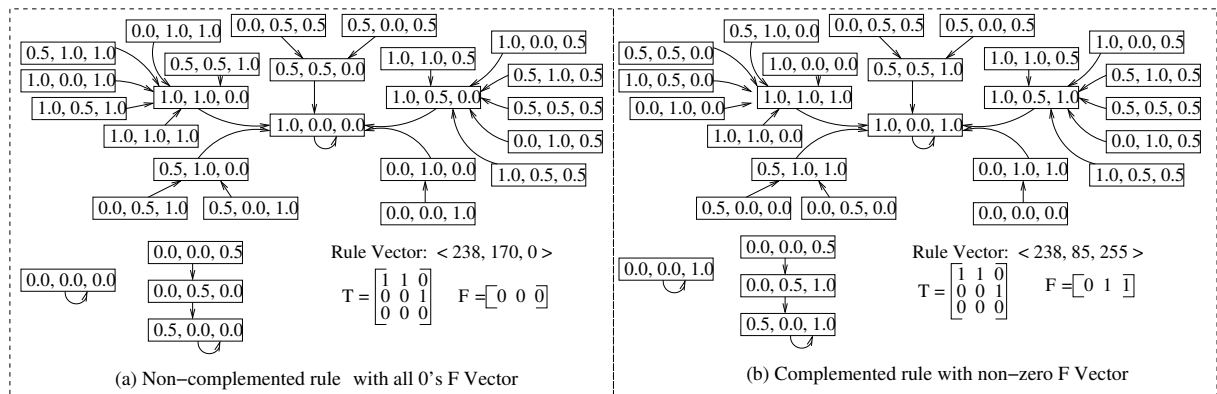 0.0, 0.5, 0.5
0.5, 0.0, 0.5
0.0, 1.0, 1.0
0.5, 1.0, 1.0
0.5, 0.5, 1.0
0.5, 0.5, 0.0
1.0, 1.0, 0.5
1.0, 0.0, 0.5
1.0, 0.0, 1.0
0.5, 1.0, 0.5
1.0, 0.5, 1.0
1.0, 1.0, 0.0
1.0, 0.5, 0.0
0.5, 0.5, 0.5
1.0, 1.0, 1.0
1.0, 0.0, 0.0
0.0, 1.0, 0.5
0.5, 1.0, 0.0
0.0, 1.0, 0.0
1.0, 0.5, 0.5
0.0, 0.5, 1.0
0.5, 0.0, 1.0
0.0, 0.0, 1.0
0.0, 0.0, 0.5
Rule Vector: < 238, 170, 0 >
0.0, 0.0, 0.0
0.0, 0.5, 0.0
0.5, 0.0, 0.0
1 1 0
T = 0 0 1
0 0 0
F = 0 0 0
(a) Non−complemented rule with all 0's F Vector
0.0, 0.5, 0.5
0.5, 0.0, 0.5
0.5, 1.0, 0.0
0.5, 0.5, 0.0
1.0, 0.0, 0.0
0.5, 0.5, 1.0
1.0, 1.0, 0.5
1.0, 0.0, 0.5
1.0, 0.5, 0.0
0.5, 1.0, 0.5
0.0, 1.0, 0.0
1.0, 1.0, 1.0
1.0, 0.5, 1.0
0.5, 0.5, 0.5
1.0, 1.0, 0.0
1.0, 0.0, 1.0
0.0, 1.0, 0.5
0.5, 1.0, 1.0
0.0, 1.0, 1.0
1.0, 0.5, 0.5
0.5, 0.0, 0.0
0.0, 0.5, 0.0
0.0, 0.0, 0.0
0.0, 0.0, 0.5
Rule Vector: < 238, 85, 255 >
0.0, 0.0, 1.0
0.0, 0.5, 1.0
0.5, 0.0, 1.0
1 1 0
T = 0 0 1
0 0 0
F = 0 1 1
(b) Complemented rule with non−zero F Vector